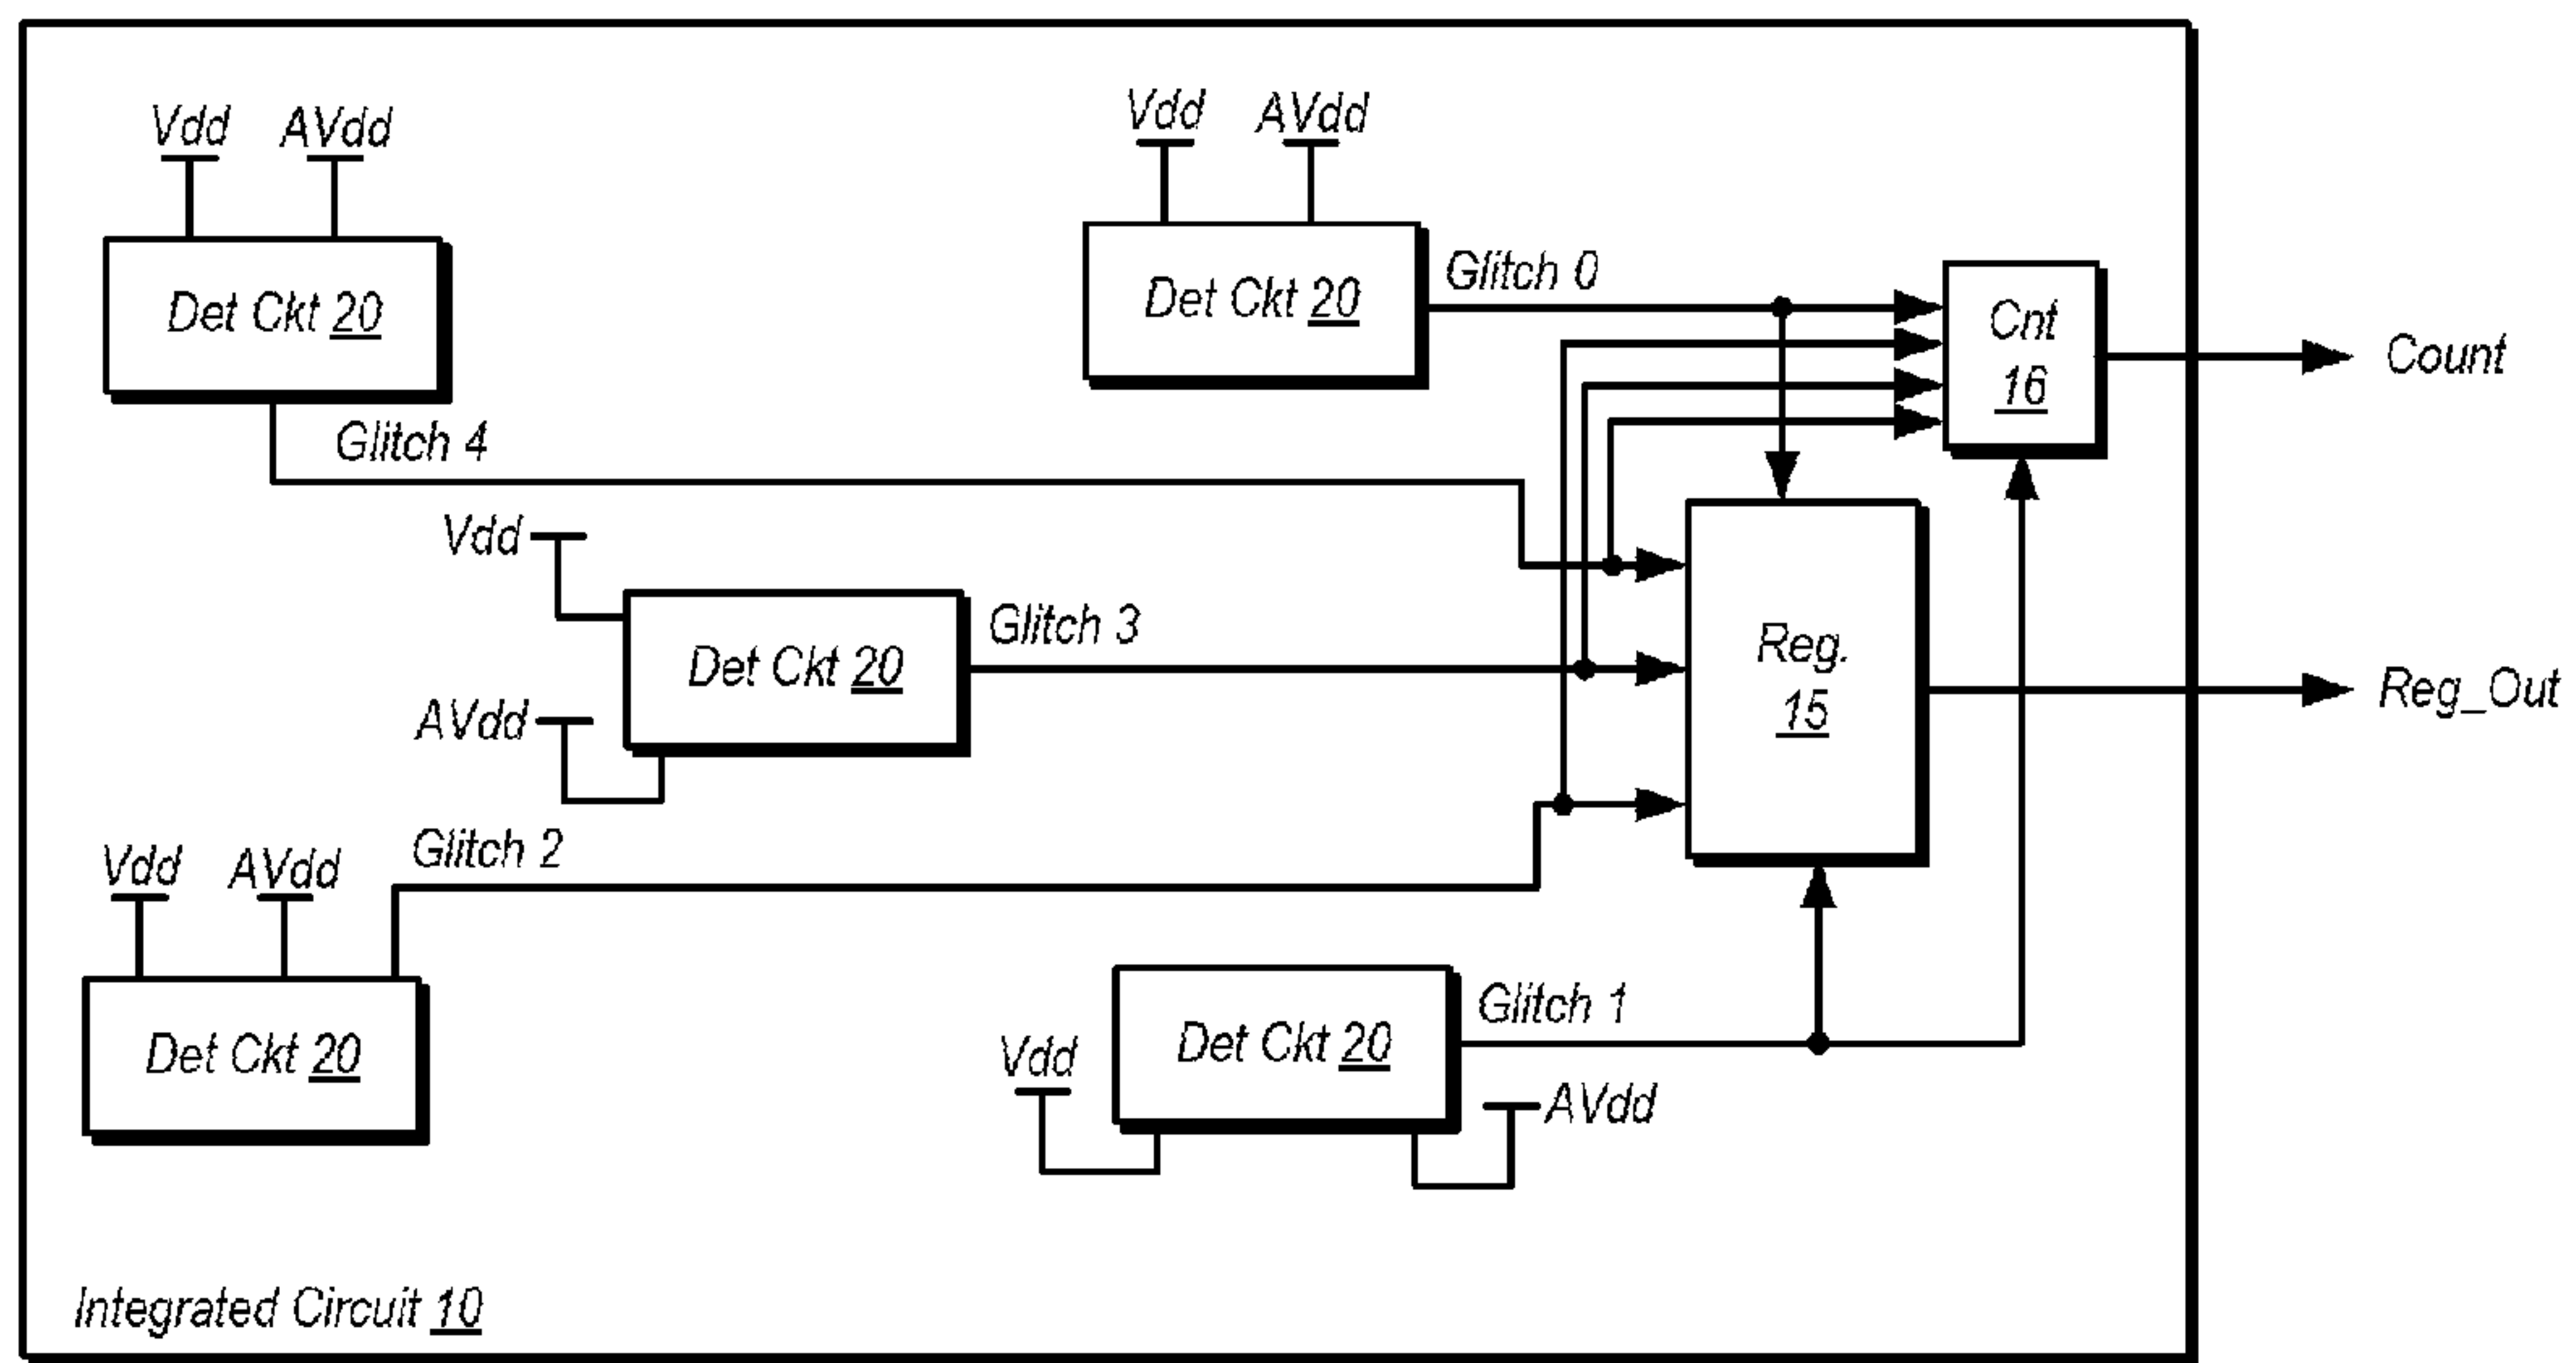 Vdd AVdd
Det Ckt 20
Glitch 4
Vdd AVdd
Det Ckt 20
Glitch 0
Cnt
16
Count
Vdd
AVdd
Det Ckt 20
Glitch 3
Reg.
15
Reg_Out
Vdd AVdd
Glitch 2
Det Ckt 20
Vdd
Det Ckt 20
Glitch 1
AVdd
Integrated Circuit 10